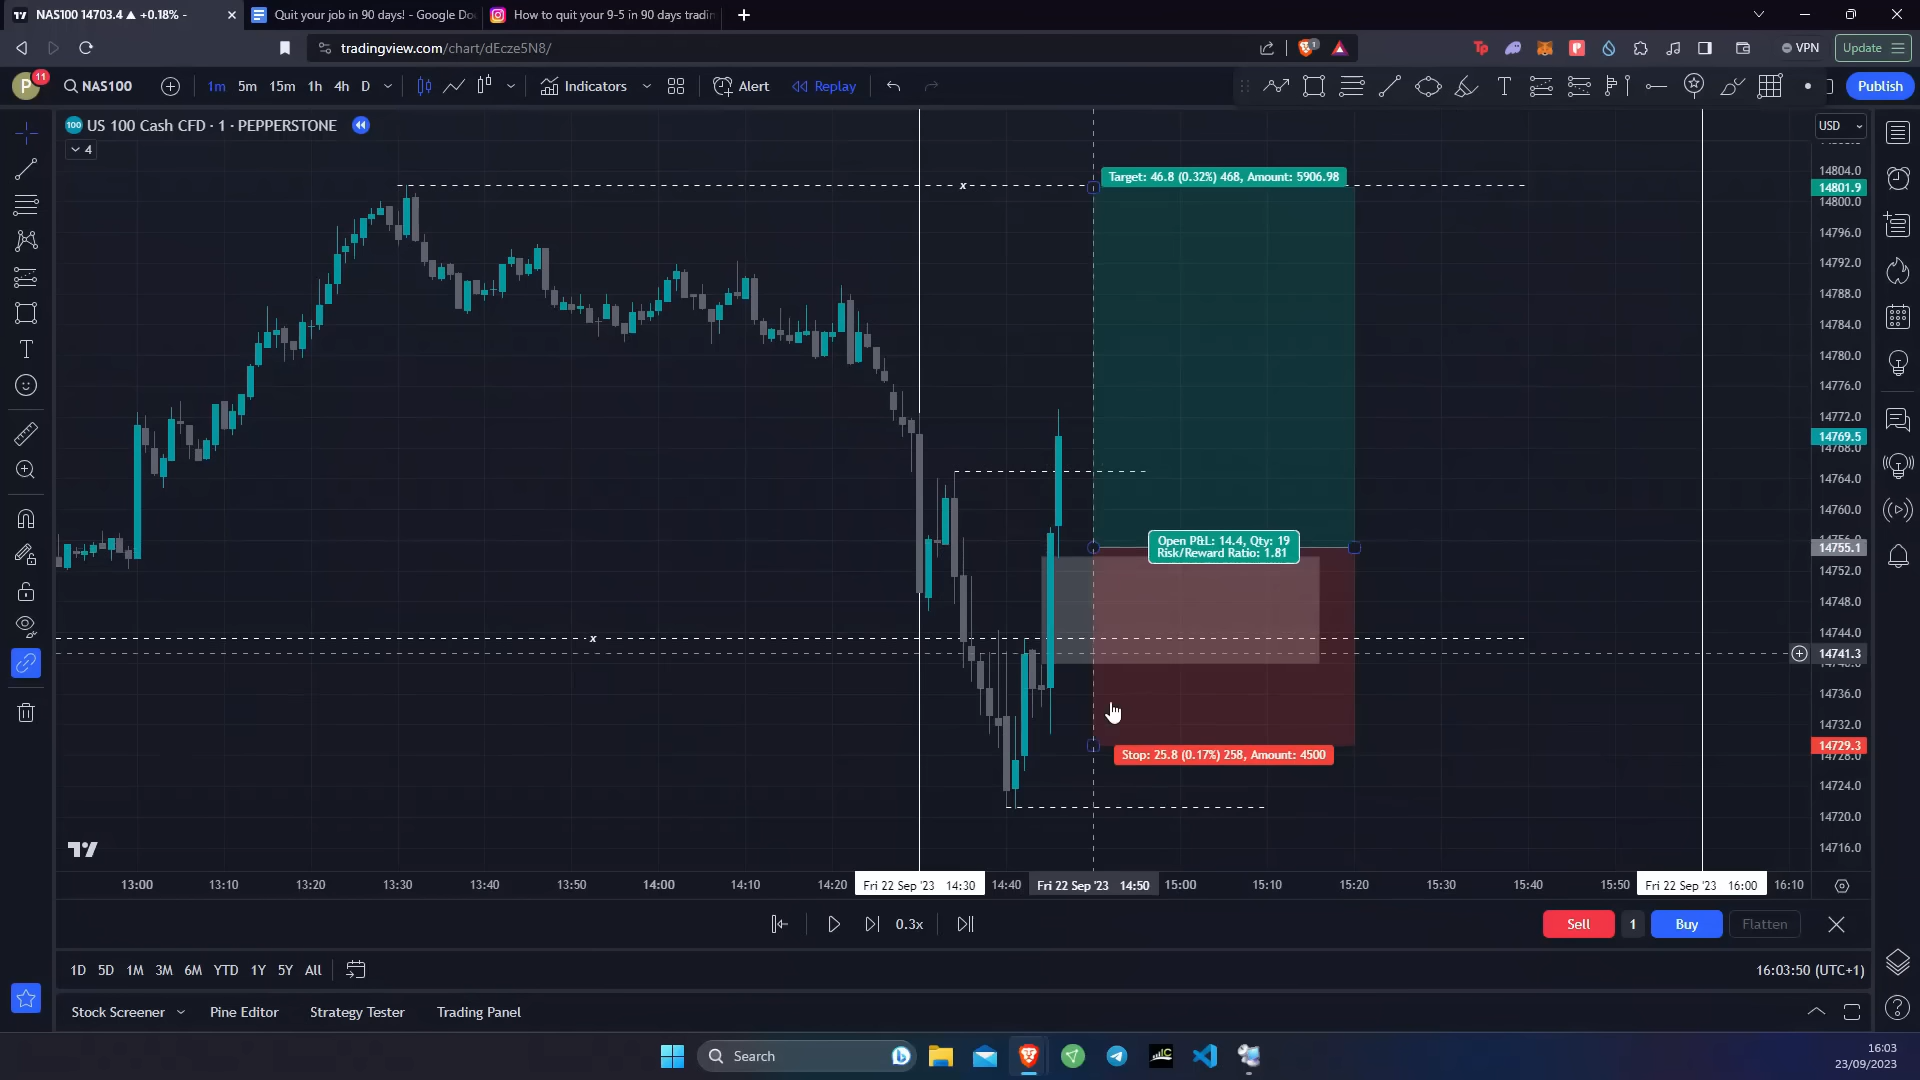 NAS100 14703.4 ▲ +0.18% -
Quit your job in 90 days! - Google Do
How to quit your 9-5 in 90 days tradin
tradingview.com/chart/dEcze5N8/
1
Tp
VPN
Update
P
11
NAS100
1m 5m 15m 1h 4h D
Indicators
Alert
Replay
Publish
100
US 100 Cash CFD · 1 · PEPPERSTONE
4
USD
Target: 46.8 (0.32%) 468, Amount: 5906.98
x
Open P&L: 14.4, Qty: 19
Risk/Reward Ratio: 1.81
x
Stop: 25.8 (0.17%) 258, Amount: 4500
14804.0
14801.9
14800.0
14796.0
14792.0
14788.0
14784.0
14780.0
14776.0
14772.0
14769.5
14768.0
14764.0
14760.0
14755.1
14752.0
14748.0
14744.0
14741.3
14736.0
14732.0
14729.3
14728.0
14724.0
14720.0
14716.0
13:00 13:10 13:20 13:30 13:40 13:50 14:00 14:10 14:20 Fri 22 Sep '23 14:30 14:40 Fri 22 Sep '23 14:50 15:00 15:10 15:20 15:30 15:40 15:50 Fri 22 Sep '23 16:00 16:10
0.3x
Sell 1 Buy Flatten
1D 5D 1M 3M 6M YTD 1Y 5Y All
16:03:50 (UTC+1)
Stock Screener Pine Editor Strategy Tester Trading Panel
Search
IC
16:03
23/09/2023